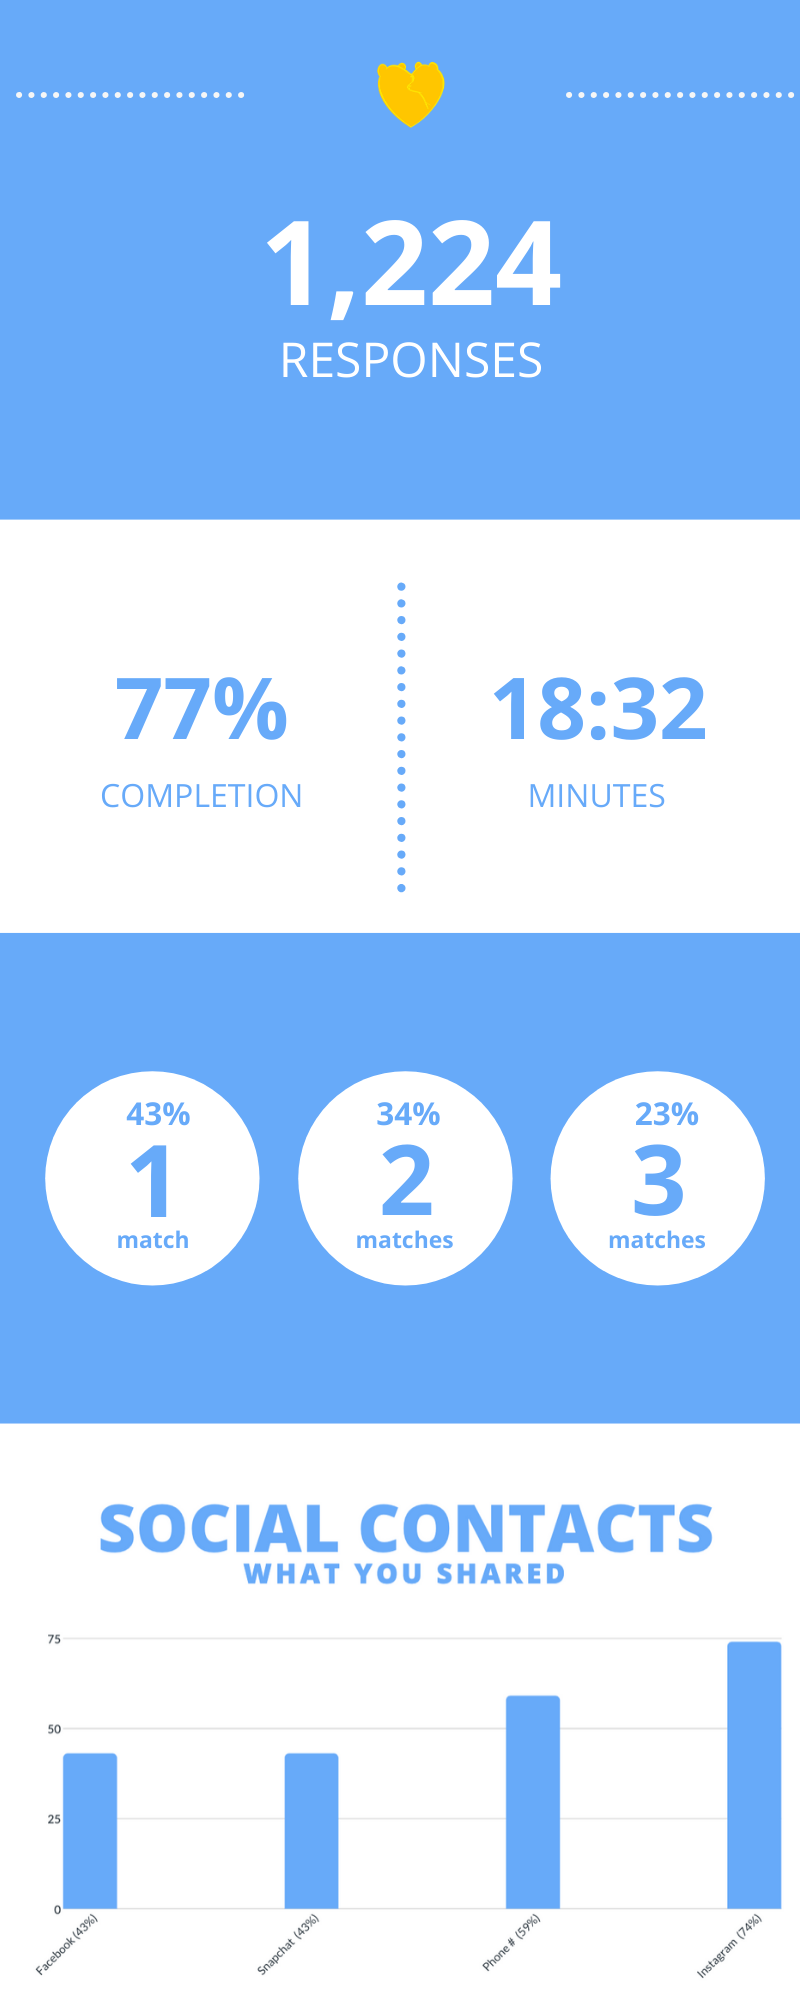 1,224
RESPONSES
77%
COMPLETION
18:32
MINUTES
43%
1
match
34%
2
matches
23%
3
matches
SOCIAL CONTACTS
WHAT YOU SHARED
75
50
25
0
Facebook (43%)
Snapchat (43%)
Phone # (59%)
Instagram (74%)